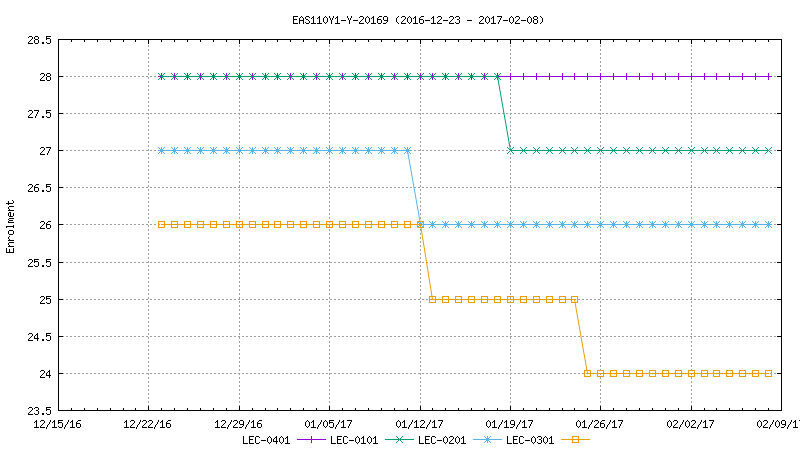 EAS110Y1-Y-20169 (2016-12-23 - 2017-02-08)
28.5
28
27.5
27
26.5
26
25.5
25
24.5
24
23.5
Enrolment
12/15/16 12/22/16 12/29/16 01/05/17 01/12/17 01/19/17 01/26/17 02/02/17 02/09/17
LEC-0401 LEC-0101 LEC-0201 LEC-0301